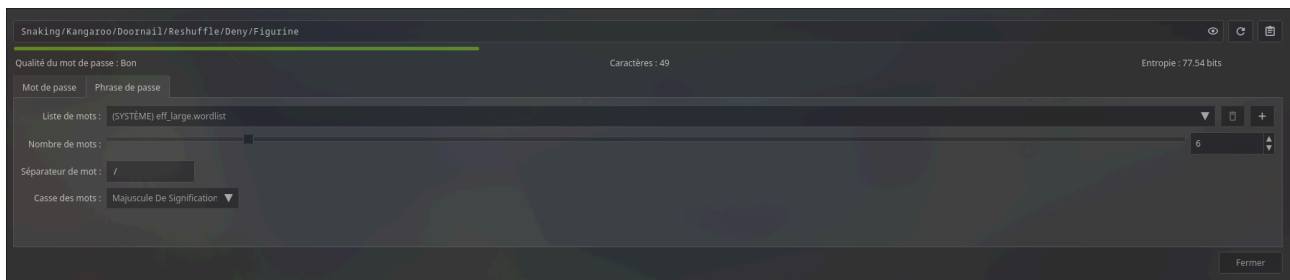 Snaking/Kangaroo/Doornail/Reshuffle/Deny/Figurine
Qualité du mot de passe : Bon Caractères : 49 Entropie : 77.54 bits
Mot de passe Phrase de passe
Liste de mots : (SYSTÈME) eff_large.wordlist
Nombre de mots : 6
Séparateur de mot : /
Casse des mots : Majuscule De Signification
Fermer